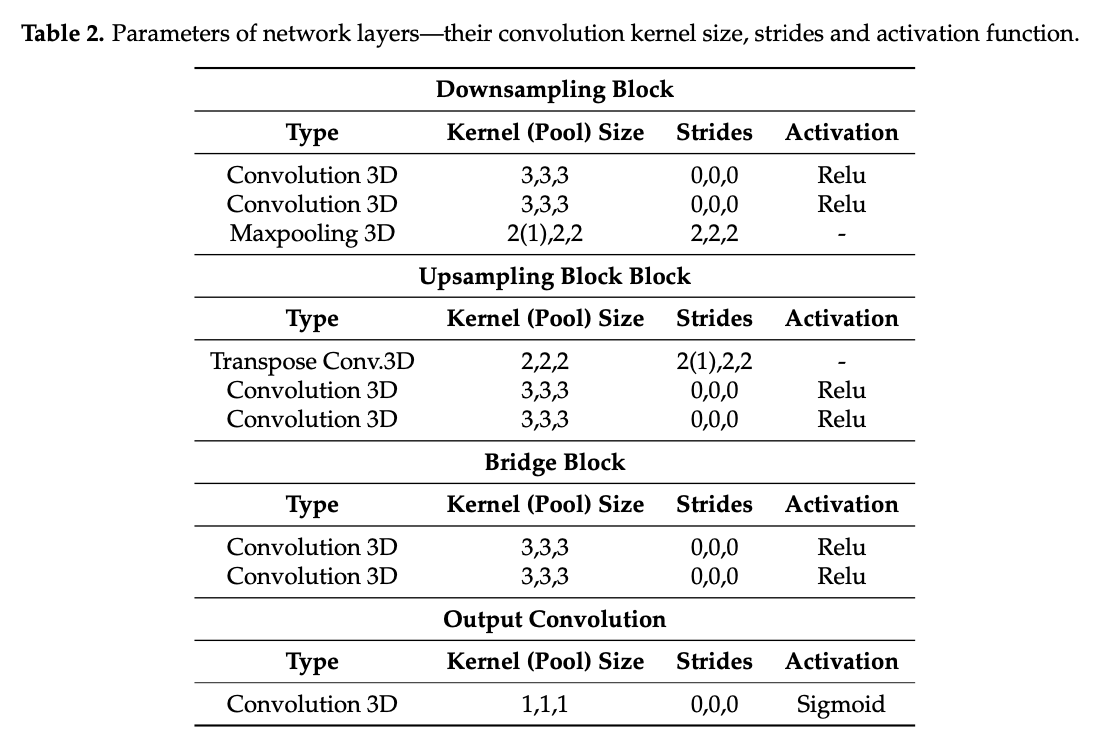 Table 2. Parameters of network layers—their convolution kernel size, strides and activation function.
Downsampling Block
Type Kernel (Pool) Size Strides Activation
Convolution 3D 3,3,3 0,0,0 Relu
Convolution 3D 3,3,3 0,0,0 Relu
Maxpooling 3D 2(1),2,2 2,2,2 -
Upsampling Block Block
Type Kernel (Pool) Size Strides Activation
Transpose Conv.3D 2,2,2 2(1),2,2 -
Convolution 3D 3,3,3 0,0,0 Relu
Convolution 3D 3,3,3 0,0,0 Relu
Bridge Block
Type Kernel (Pool) Size Strides Activation
Convolution 3D 3,3,3 0,0,0 Relu
Convolution 3D 3,3,3 0,0,0 Relu
Output Convolution
Type Kernel (Pool) Size Strides Activation
Convolution 3D 1,1,1 0,0,0 Sigmoid